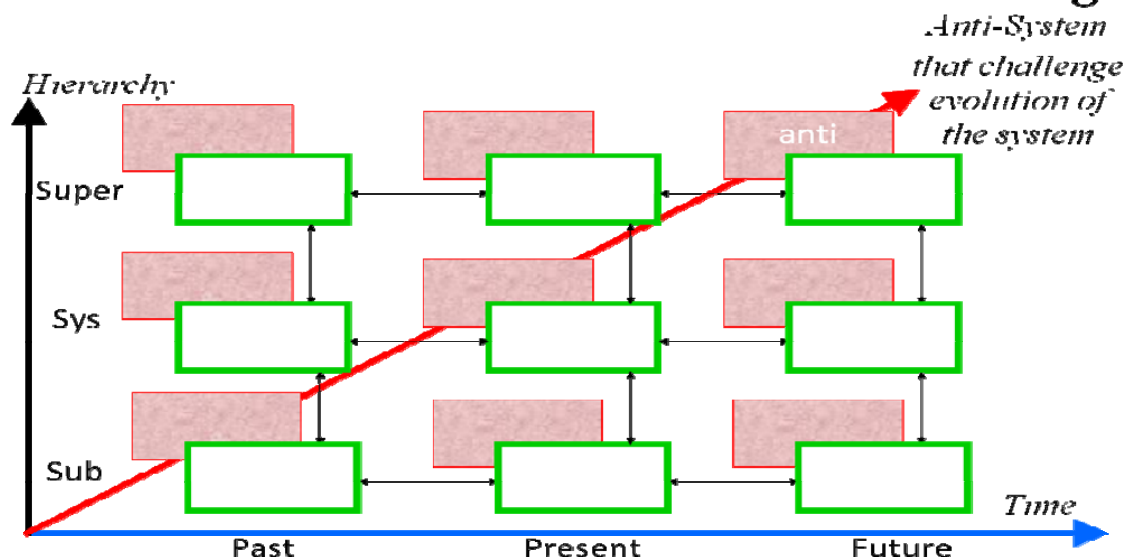 Anti-System
that challenge
evolution of
the system
Hierarchy
anti
Super
Sys
Sub
Time
Past
Present
Future